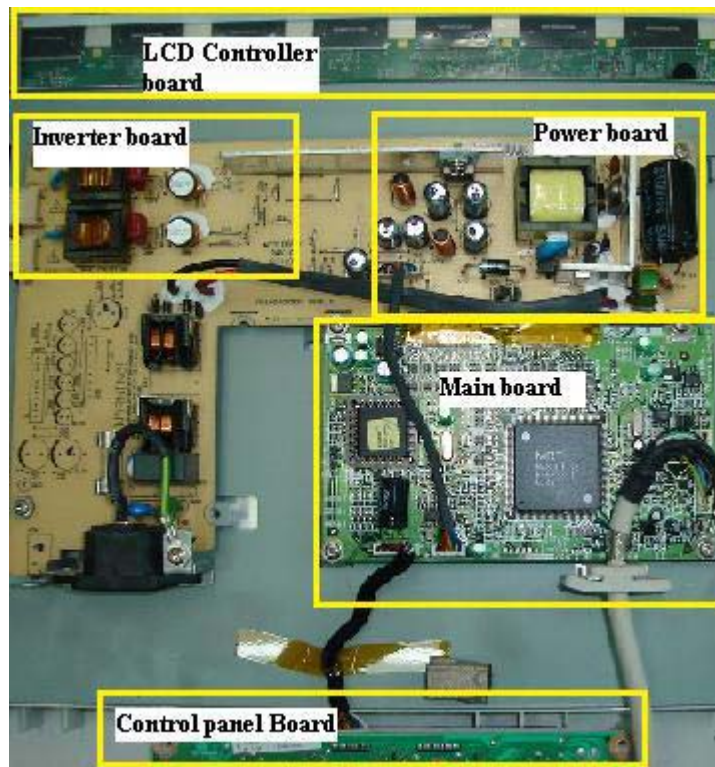 LCD Controller
board
Inverter board
Power board
Main board
Control panel Board